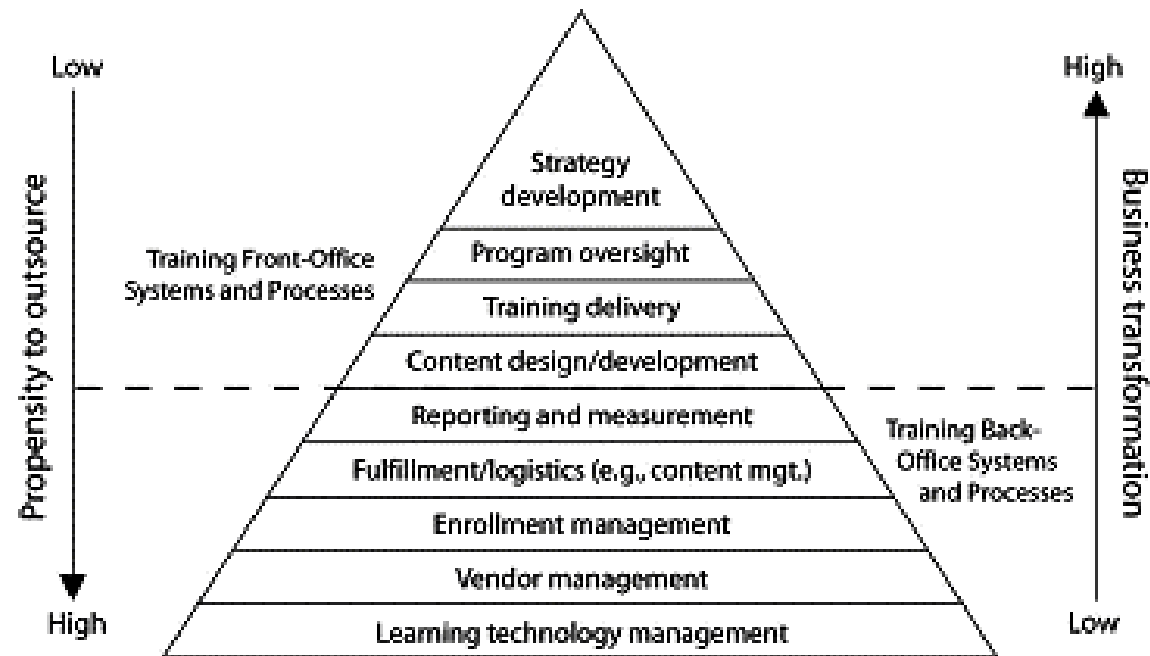 Low
High
Strategy
development
Program oversight
Training Front-Office
Systems and Processes
Training delivery
Content design/development
Propensity to outsource
Business transformation
Reporting and measurement
Training Back-
Office Systems
and Processes
Fulfillment/logistics (e.g., content mgt.)
Enrollment management
Vendor management
High
Low
Learning technology management